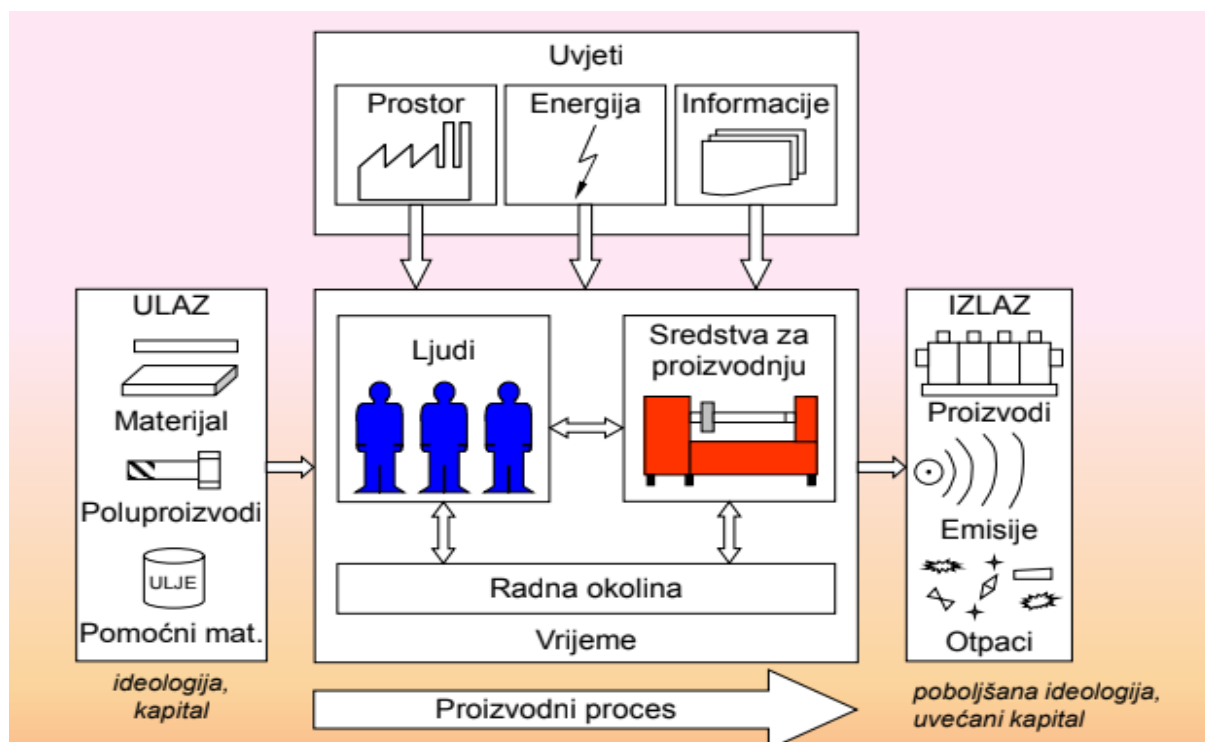 Uvjeti
Prostor
Energija
Informacije
ULAZ
Materijal
Poluproizvodi
ULJE
Pomoćni mat.
ideologija,
kapital
Ljudi
Sredstva za
proizvodnju
Radna okolina
Vrijeme
Proizvodni proces
IZLAZ
Proizvodi
Emisije
Otpaci
poboljšana ideologija,
uvećani kapital